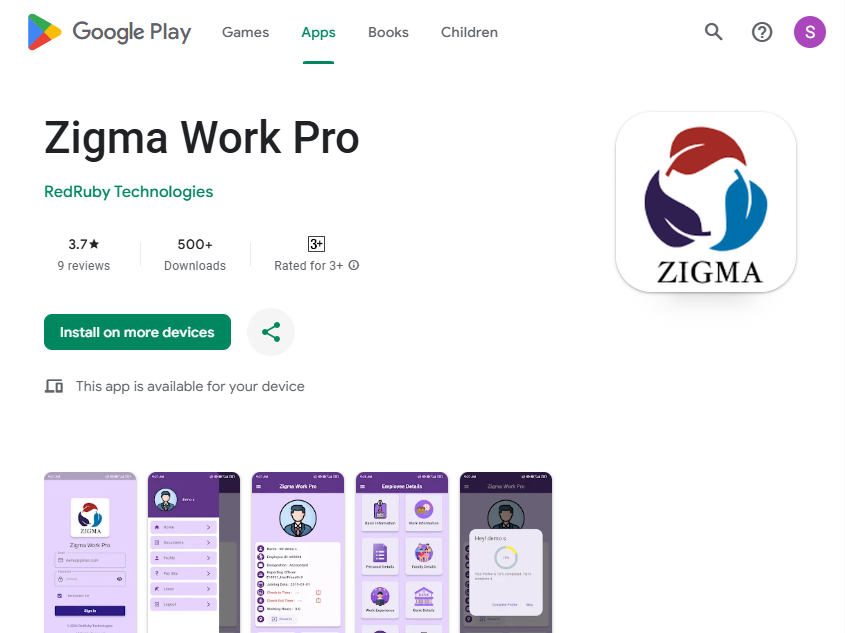 Google Play
Games
Apps
Books
Children
S
Zigma Work Pro
RedRuby Technologies
3.7★
9 reviews
500+
Downloads
3+
Rated for 3+
ZIGMA
Install on more devices
This app is available for your device
ZIGMA
Zigma Work Pro
Sign In
Home
Documents
Profile
Pay Slip
Leave
Logout
Zigma Work Pro
Employee Details
Basic Information
Work Information
Personal Details
Family Details
Work Experience
Bank Details
Zigma Work Pro
Hey! demo s
Complete Profile
Skip